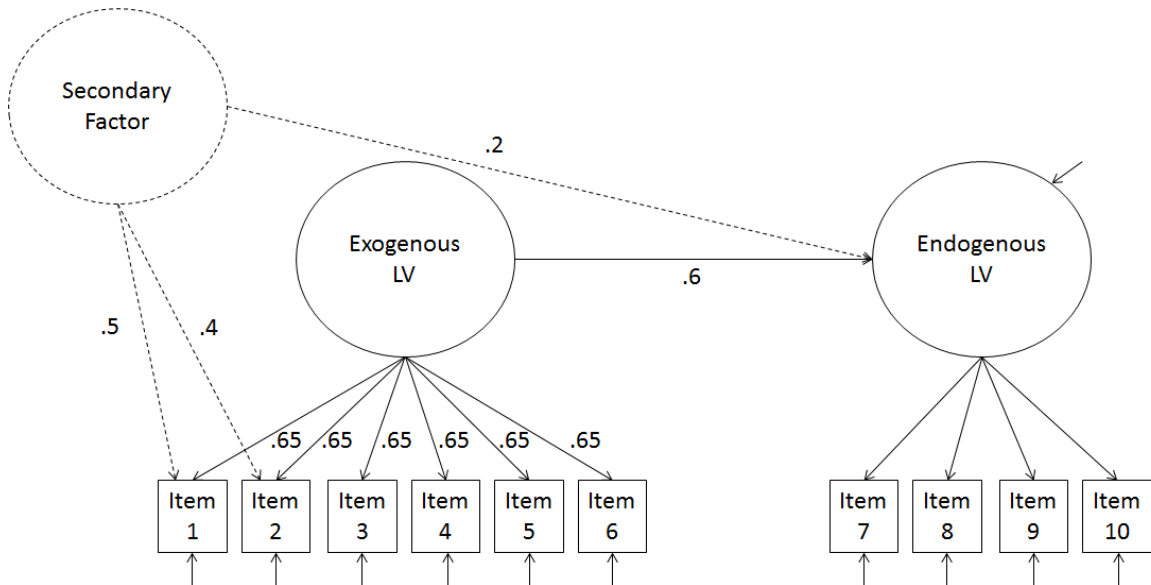 Secondary
Factor
.2
Exogenous
LV
Endogenous
LV
.6
.5
.4
.65
.65
.65
.65
.65
.65
Item
1
Item
2
Item
3
Item
4
Item
5
Item
6
Item
7
Item
8
Item
9
Item
10